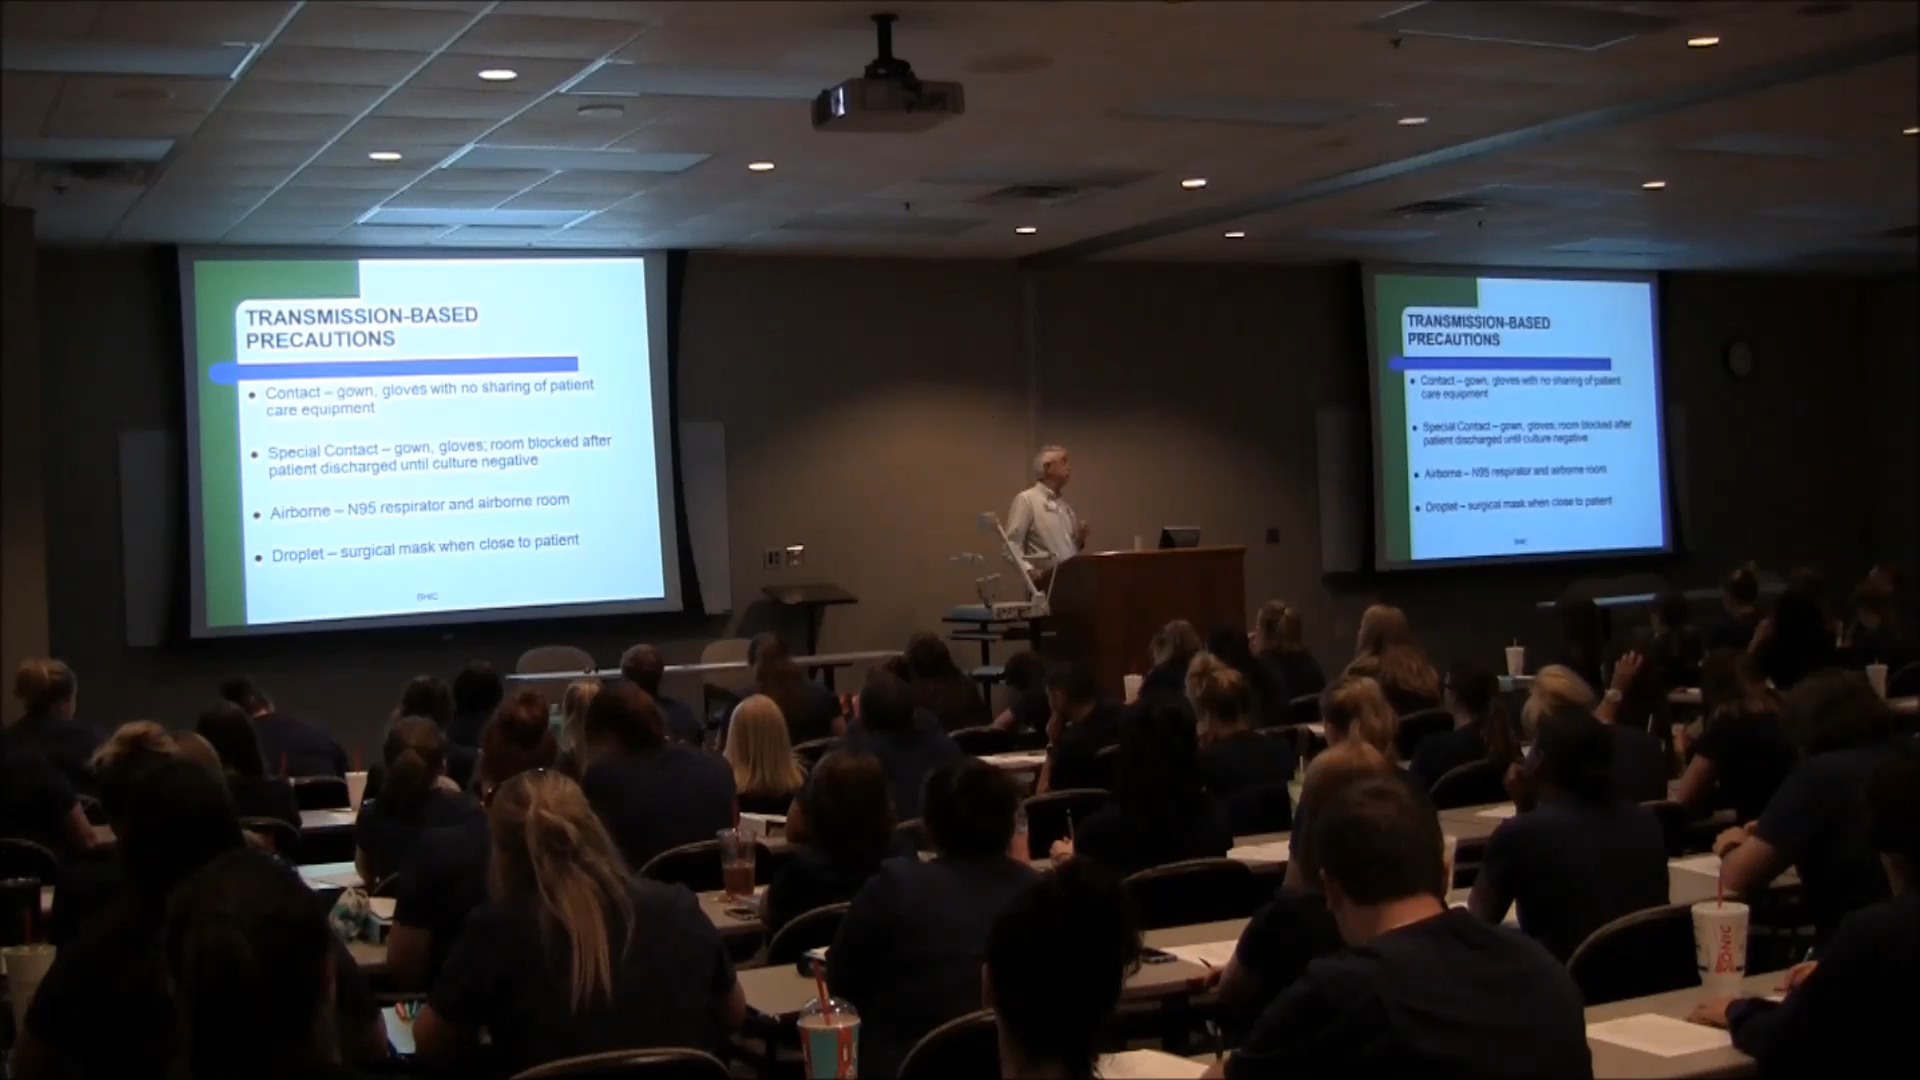 TRANSMISSION-BASED
PRECAUTIONS
Contact – gown, gloves with no sharing of patient
care equipment
Special Contact – gown, gloves; room blocked after
patient discharged until culture negative
Airborne – N95 respirator and airborne room
Droplet – surgical mask when close to patient
TRANSMISSION-BASED
PRECAUTIONS
Contact – gown, gloves with no sharing of patient
care equipment
Special Contact – gown, gloves; room blocked after
patient discharged until culture negative
Airborne – N95 respirator and airborne room
Droplet – surgical mask when close to patient
SONIC